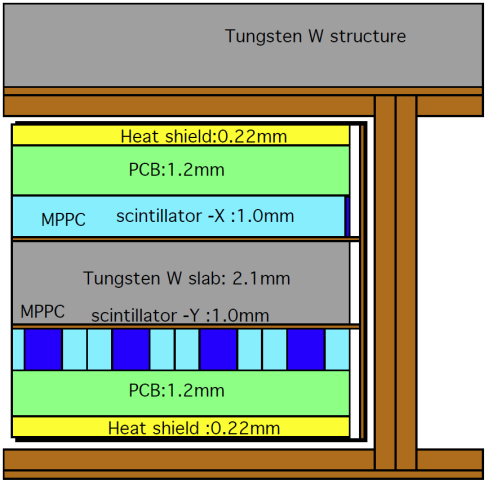 Tungsten W structure
Heat shield:0.22mm
PCB:1.2mm
MPPC scintillator -X :1.0mm
Tungsten W slab: 2.1mm
MPPC scintillator -Y :1.0mm
PCB:1.2mm
Heat shield :0.22mm